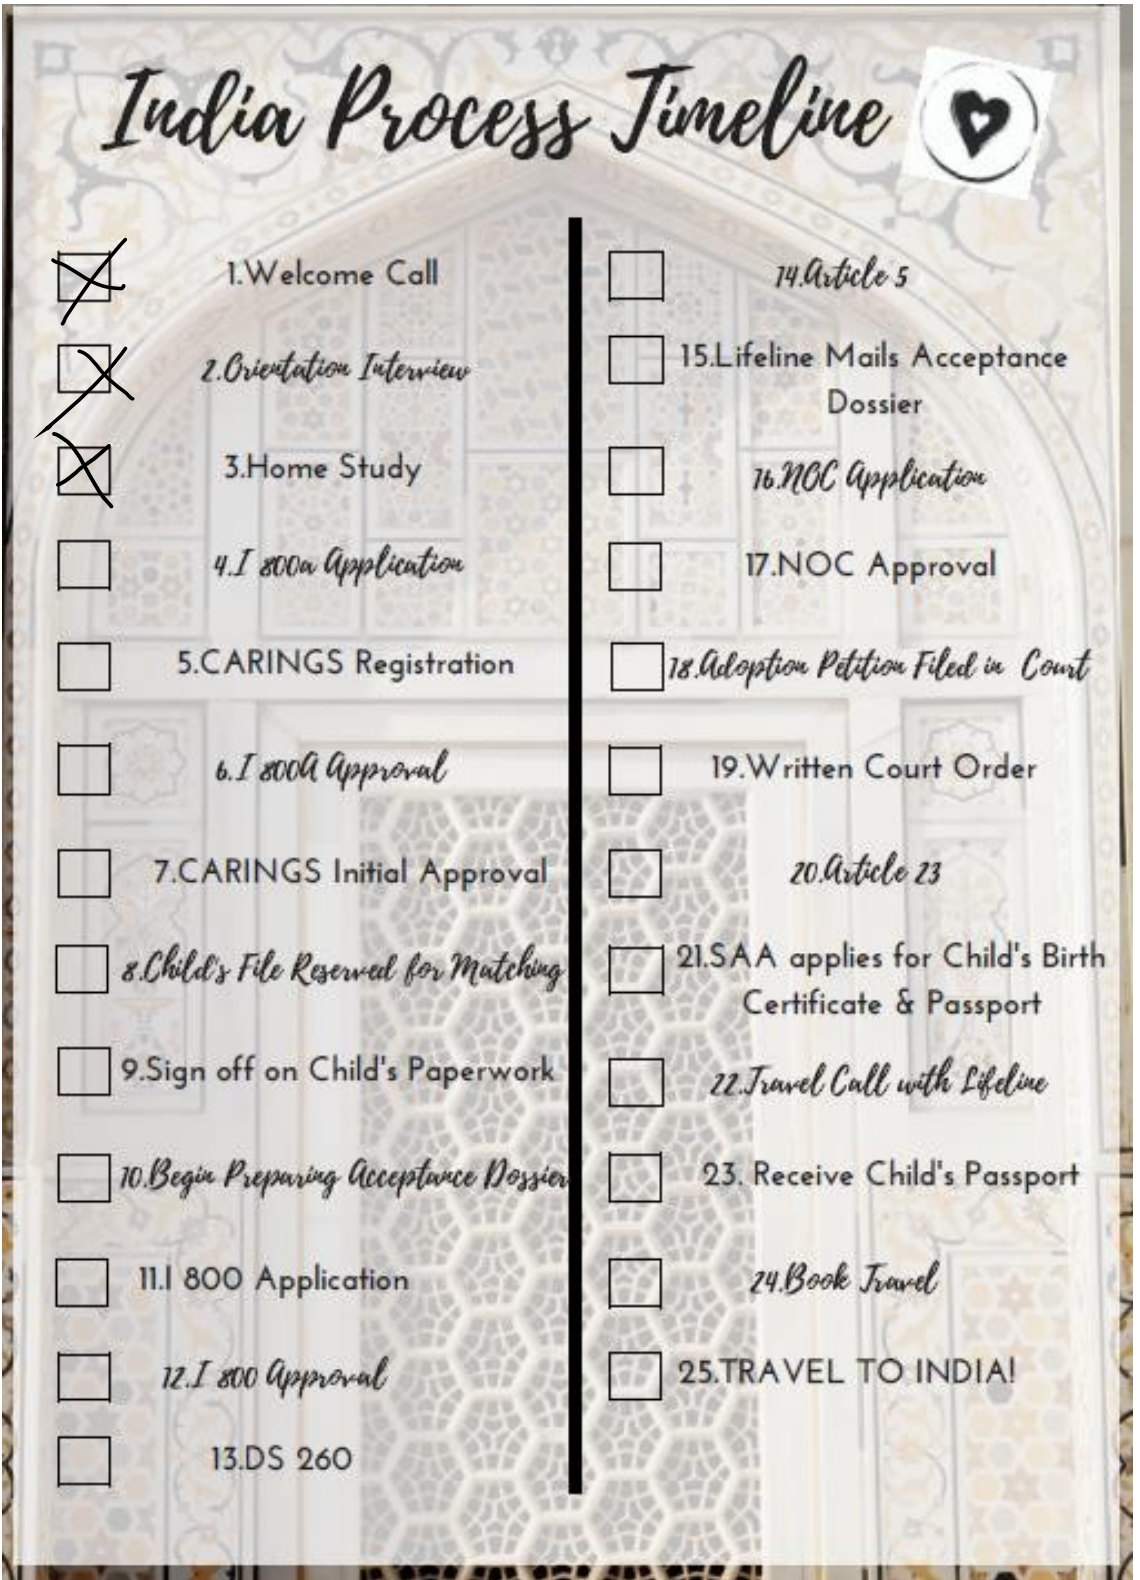 India Process Timeline
1.Welcome Call
2.Orientation Interview
3.Home Study
4.I 800a Application
5.CARINGS Registration
6.I 800A Approval
7.CARINGS Initial Approval
8.Child's File Reserved for Matching
9.Sign off on Child's Paperwork
10.Begin Preparing Acceptance Dossier
11.I 800 Application
12.I 800 Approval
13.DS 260
14.Article 5
15.Lifeline Mails Acceptance
Dossier
16.NOC Application
17.NOC Approval
18.Adoption Petition Filed in Court
19.Written Court Order
20.Article 23
21.SAA applies for Child's Birth
Certificate & Passport
22.Travel Call with Lifeline
23. Receive Child's Passport
24.Book Travel
25.TRAVEL TO INDIA!